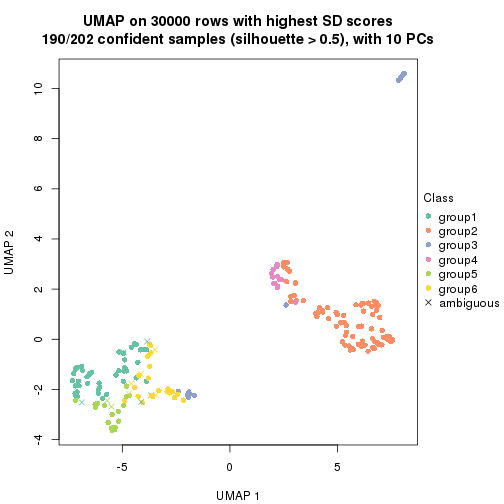 UMAP on 30000 rows with highest SD scores
190/202 confident samples (silhouette > 0.5), with 10 PCs
10
8
6
4
2
0
-2
-4
UMAP 2
-5
0
5
UMAP 1
Class
group1
group2
group3
group4
group5
group6
ambiguous